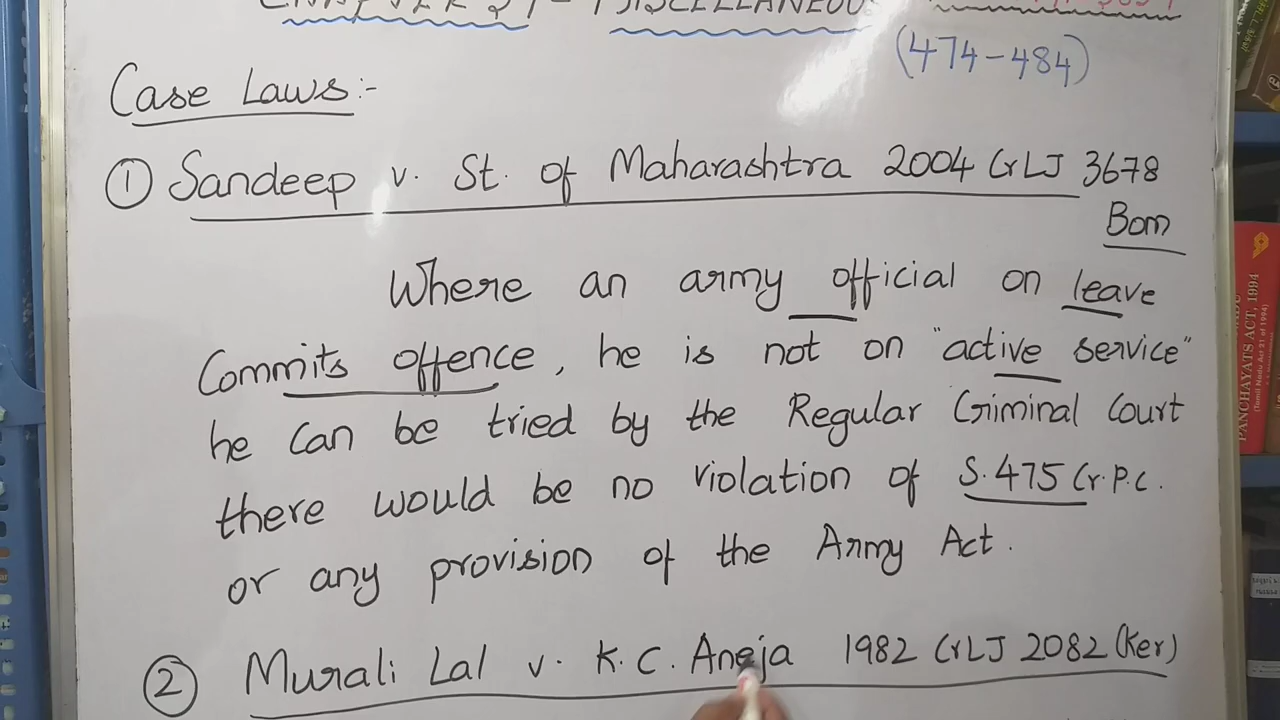 (474-484)
Case Laws:-
① Sandeep v. St. of Maharashtra 2004 CrLJ 3678
Bom
Where an army official on leave
Commits offence, he is not on "active service"
he can be tried by the Regular Criminal Court
there would be no violation of S.475 Cr.P.C.
or any provision of the Army Act.
② Murali Lal v. K.C. Aneja 1982 CrLJ 2082 (Ker)
PANCHAYATS ACT, 1994